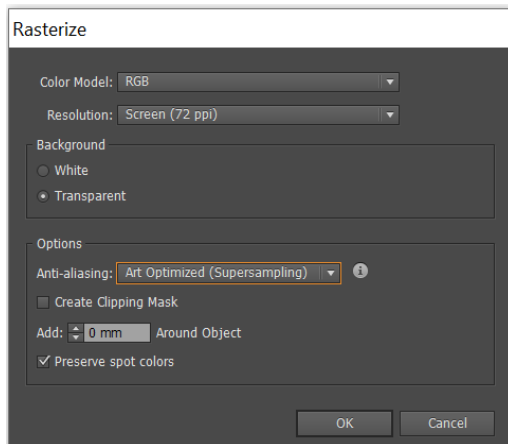 Rasterize
Color Model: RGB
Resolution: Screen (72 ppi)
Background
White
Transparent
Options
Anti-aliasing: Art Optimized (Supersampling)
Create Clipping Mask
Add: 0 mm Around Object
Preserve spot colors
OK Cancel